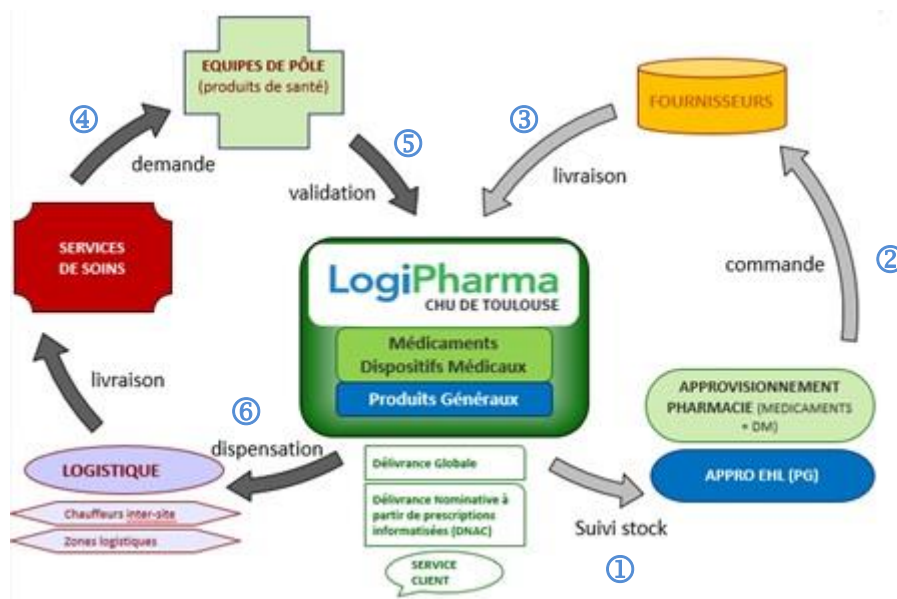 EQUIPES DE PÔLE
(produits de santé)
④
demande
⑤
validation
③
livraison
FOURNISSEURS
②
commande
SERVICES
DE SOINS
LogiPharma
CHU DE TOULOUSE
Médicaments
Dispositifs Médicaux
Produits Généraux
livraison
⑥
dispensation
LOGISTIQUE
Chauffeurs inter-site
Zones logistiques
Délivrance Globale
Délivrance Nominative à
partir de prescriptions
informatisées (DNAC)
SERVICE
CLIENT
Suivi stock
①
APPROVISIONNEMENT
PHARMACIE (MEDICAMENTS
+ DM)
APPRO EHL (PG)